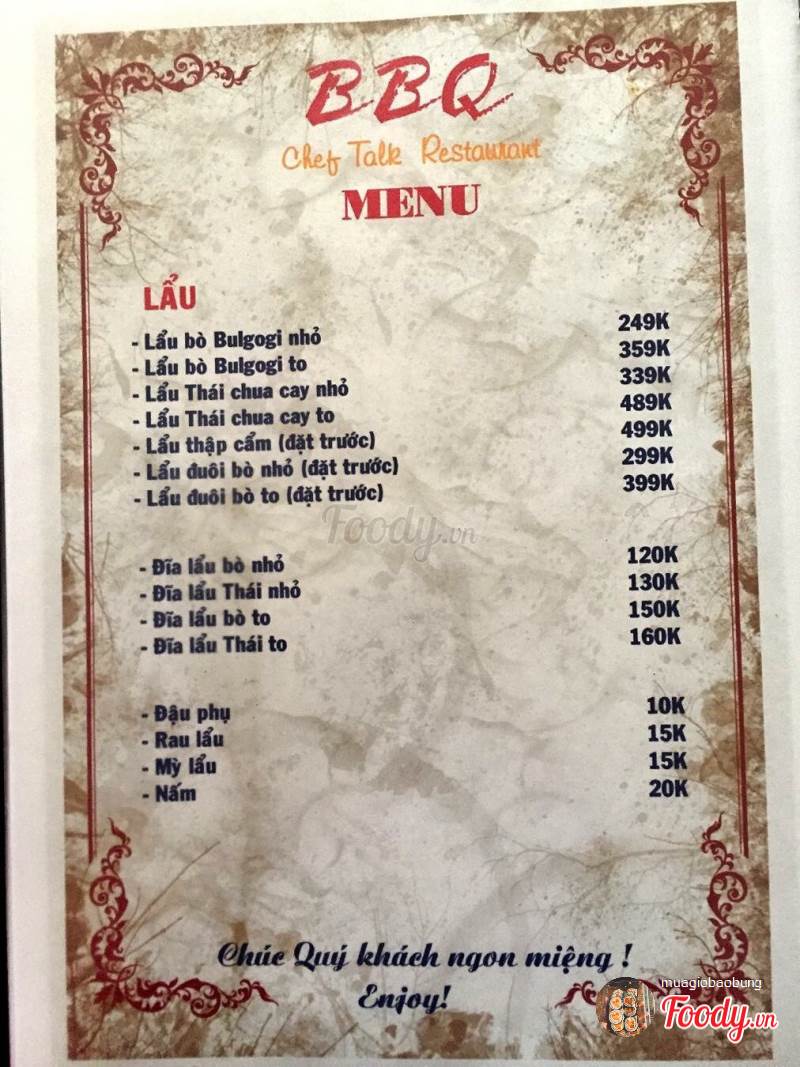 BBQ
Chef Talk Restaurant
MENU
LẨU
- Lẩu bò Bulgogi nhỏ 249K
- Lẩu bò Bulgogi to 359K
- Lẩu Thái chua cay nhỏ 339K
- Lẩu Thái chua cay to 489K
- Lẩu thập cẩm (đặt trước) 499K
- Lẩu đuôi bò nhỏ (đặt trước) 299K
- Lẩu đuôi bò to (đặt trước) 399K
Foody.vn
- Đĩa lẩu bò nhỏ 120K
- Đĩa lẩu Thái nhỏ 130K
- Đĩa lẩu bò to 150K
- Đĩa lẩu Thái to 160K
- Đậu phụ 10K
- Rau lẩu 15K
- Mỳ lẩu 15K
- Nấm 20K
Chúc Quý khách ngon miệng !
Enjoy!
muagiobaobung
Foody.vn